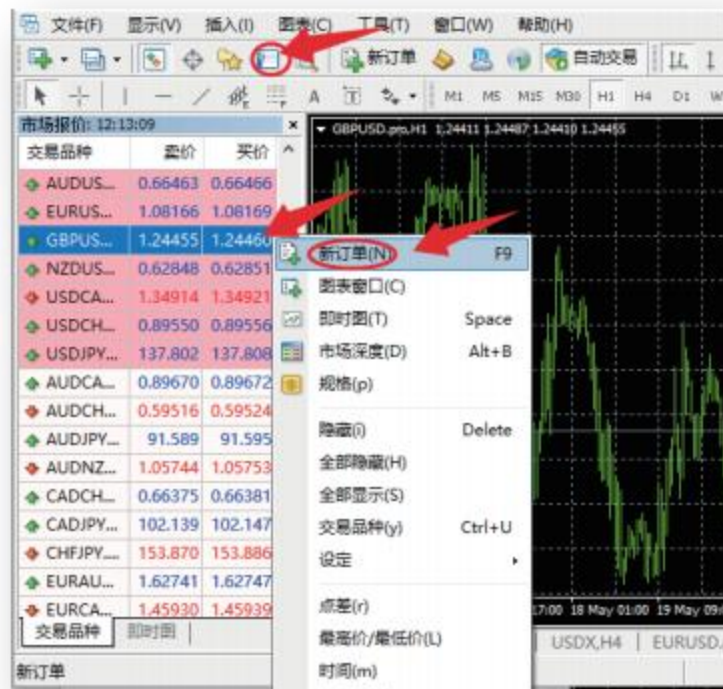 文件(F) 显示(V) 插入(I) 图表(C) 工具(T) 窗口(W) 帮助(H)
新订单 自动交易
A T M1 M5 M15 M30 H1 H4 D1
市场报价: 12:13:09
交易品种 卖价 买价
GBPUSD.pro,H1 1.24411 1.24487 1.24410 1.24455
AUDUS... 0.66463 0.66466
EURUS... 1.08166 1.08169
GBPUS... 1.24455 1.24460
NZDUS... 0.62848 0.62851
USDCA... 1.34914 1.34921
USDCH... 0.89550 0.89556
USDJPY... 137.802 137.808
AUDCA... 0.89670 0.89672
AUDCH... 0.59516 0.59524
AUDJPY... 91.589 91.595
AUDNZ... 1.05744 1.05753
CADCH... 0.66375 0.66381
CADJPY... 102.139 102.147
CHFJPY.... 153.870 153.886
EURAU... 1.62741 1.62747
EURCA... 1.45930 1.45939
交易品种 即时图
新订单
新订单(N) F9
图表窗口(C)
即时图(T) Space
市场深度(D) Alt+B
规格(p)
隐藏(i) Delete
全部隐藏(H)
全部显示(S)
交易品种(y) Ctrl+U
设定
点差(r)
最高价/最低价(L)
时间(m)
17:00 18 May 01:00 19 May 09:
USDX,H4 EURUSD.